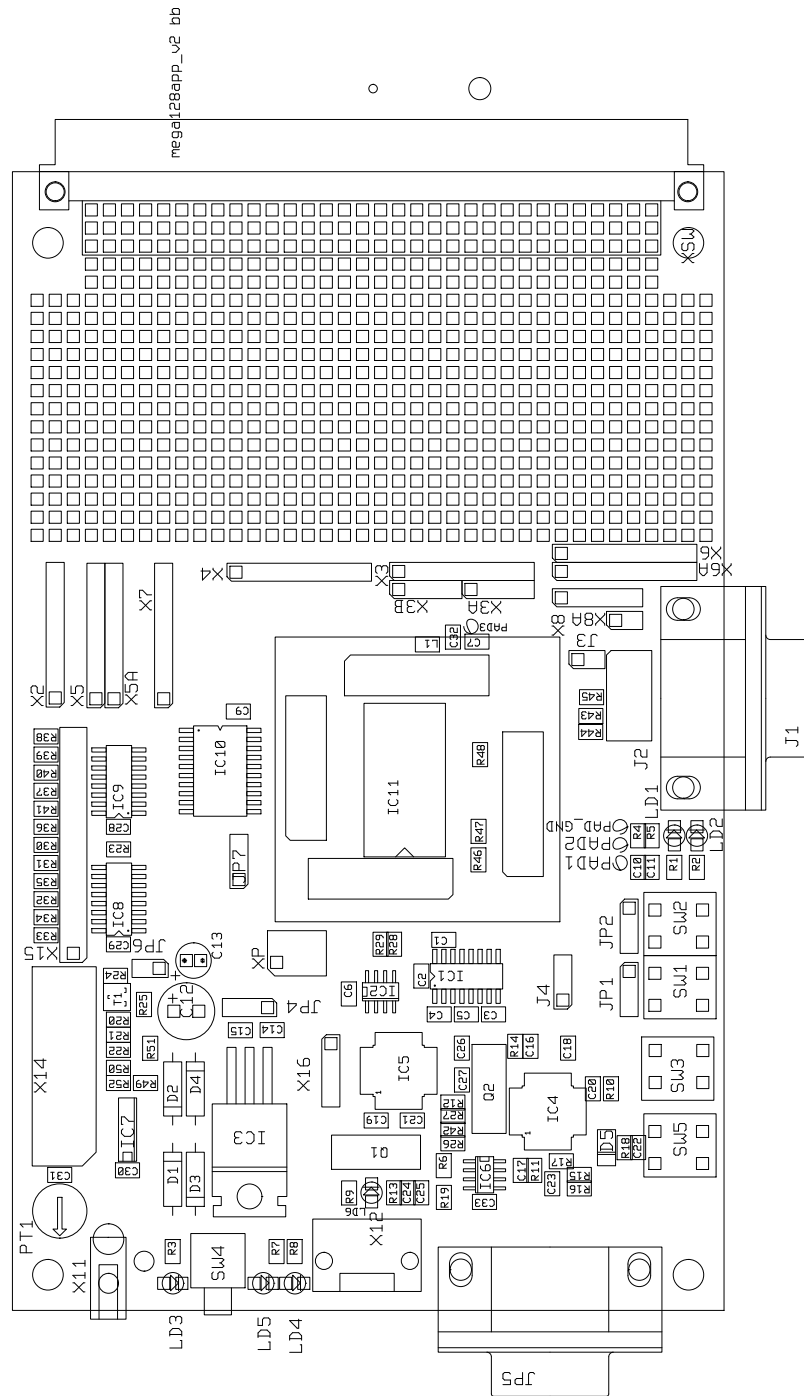 mega128app_v2 bb
XSW
X2
X5
X5A
X7
X4
X3
X3B
X3A
X6
X6A
X8
X8A
J3
L1
C32
C7
PAD3
R45
R43
R44
J2
J1
R38
R39
R40
R37
R41
R36
R30
R31
R35
R32
R34
R33
X15
IC9
C28
R23
IC8
C29
C9
IC10
JP7
IC11
R48
R47
R46
LD1
LD2
PAD_GND
PAD2
PAD1
R4
R5
C10
C11
R1
R2
JP6
C13
+
XP
R29
R28
C1
C2
IC1
C6
IC2
C4
C5
C3
J4
JP2
JP1
SW2
SW1
X14
R24
T1
R25
R20
R21
R22
R51
R50
R52
R49
+
C12
JP4
C15
C14
X16
D2
D4
IC3
D1
D3
IC7
C30
C31
IC5
1
C19
C21
C26
C27
Q2
R14
C16
C18
R12
R27
R42
R26
IC4
1
C20
R10
SW3
SW5
D5
R18
C22
Q1
R6
IC6
C17
R11
R17
R15
R16
C23
R19
C33
PT1
X11
R9
LD6
R13
C24
C25
X12
R3
SW4
R7
R8
LD3
LD5
LD4
JP5